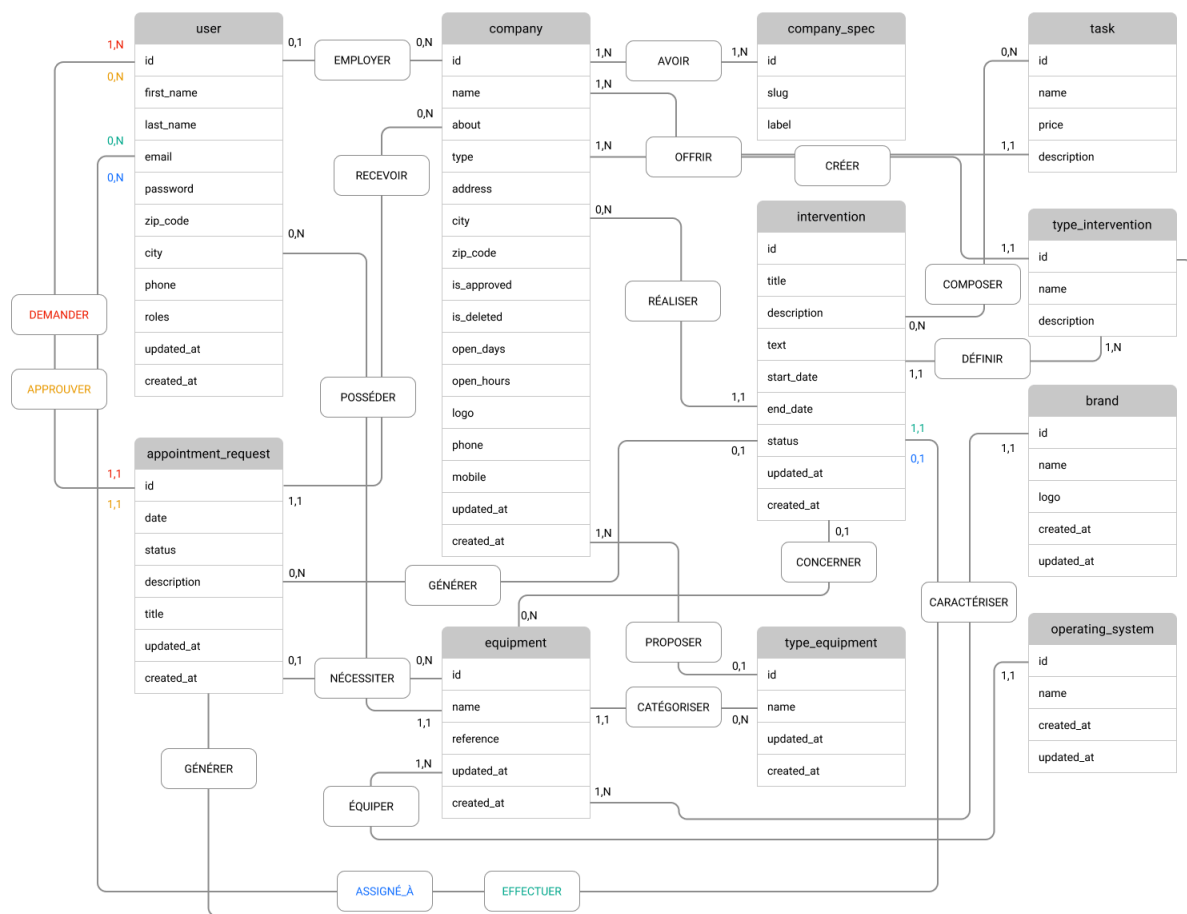 user
id
first_name
last_name
email
password
zip_code
city
phone
roles
updated_at
created_at
company
id
name
about
type
address
city
zip_code
is_approved
is_deleted
open_days
open_hours
logo
phone
mobile
updated_at
created_at
company_spec
id
slug
label
task
id
name
price
description
intervention
id
title
description
text
start_date
end_date
status
updated_at
created_at
type_intervention
id
name
description
brand
id
name
logo
created_at
updated_at
appointment_request
id
date
status
description
title
updated_at
created_at
equipment
id
name
reference
updated_at
created_at
type_equipment
id
name
updated_at
created_at
operating_system
id
name
created_at
updated_at
1,N
0,N
0,N
0,N
0,1
EMPLOYER
0,N
1,N
AVOIR
1,N
0,N
1,N
0,N
RECEVOIR
1,N
OFFRIR
CRÉER
1,1
0,N
0,N
RÉALISER
1,1
COMPOSER
0,N
DÉFINIR
1,1
1,N
DEMANDER
APPROUVER
POSSÉDER
1,1
1,1
1,1
1,1
0,1
1,1
0,1
1,1
0,N
GÉNÉRER
1,N
0,1
CONCERNER
0,N
CARACTÉRISER
0,1
NÉCESSITER
0,N
PROPOSER
0,1
1,1
1,1
CATÉGORISER
0,N
1,1
GÉNÉRER
1,N
ÉQUIPER
1,N
ASSIGNÉ_À
EFFECTUER